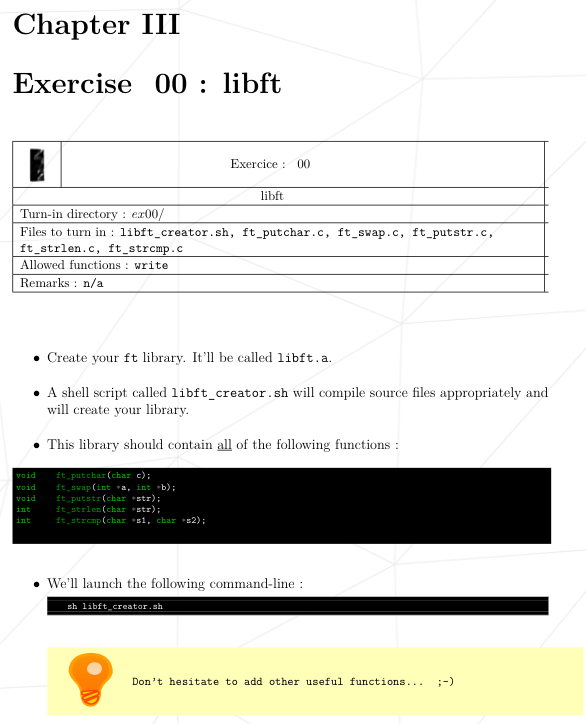 Chapter III
Exercise 00 : libft
Exercice : 00
libft
Turn-in directory : ex00/
Files to turn in : libft_creator.sh, ft_putchar.c, ft_swap.c, ft_putstr.c,
ft_strlen.c, ft_strcmp.c
Allowed functions : write
Remarks : n/a
• Create your ft library. It'll be called libft.a.
• A shell script called libft_creator.sh will compile source files appropriately and
will create your library.
• This library should contain all of the following functions :
void ft_putchar(char c);
void ft_swap(int *a, int *b);
void ft_putstr(char *str);
int ft_strlen(char *str);
int ft_strcmp(char *s1, char *s2);
• We'll launch the following command-line :
sh libft_creator.sh
Don't hesitate to add other useful functions... ;-)